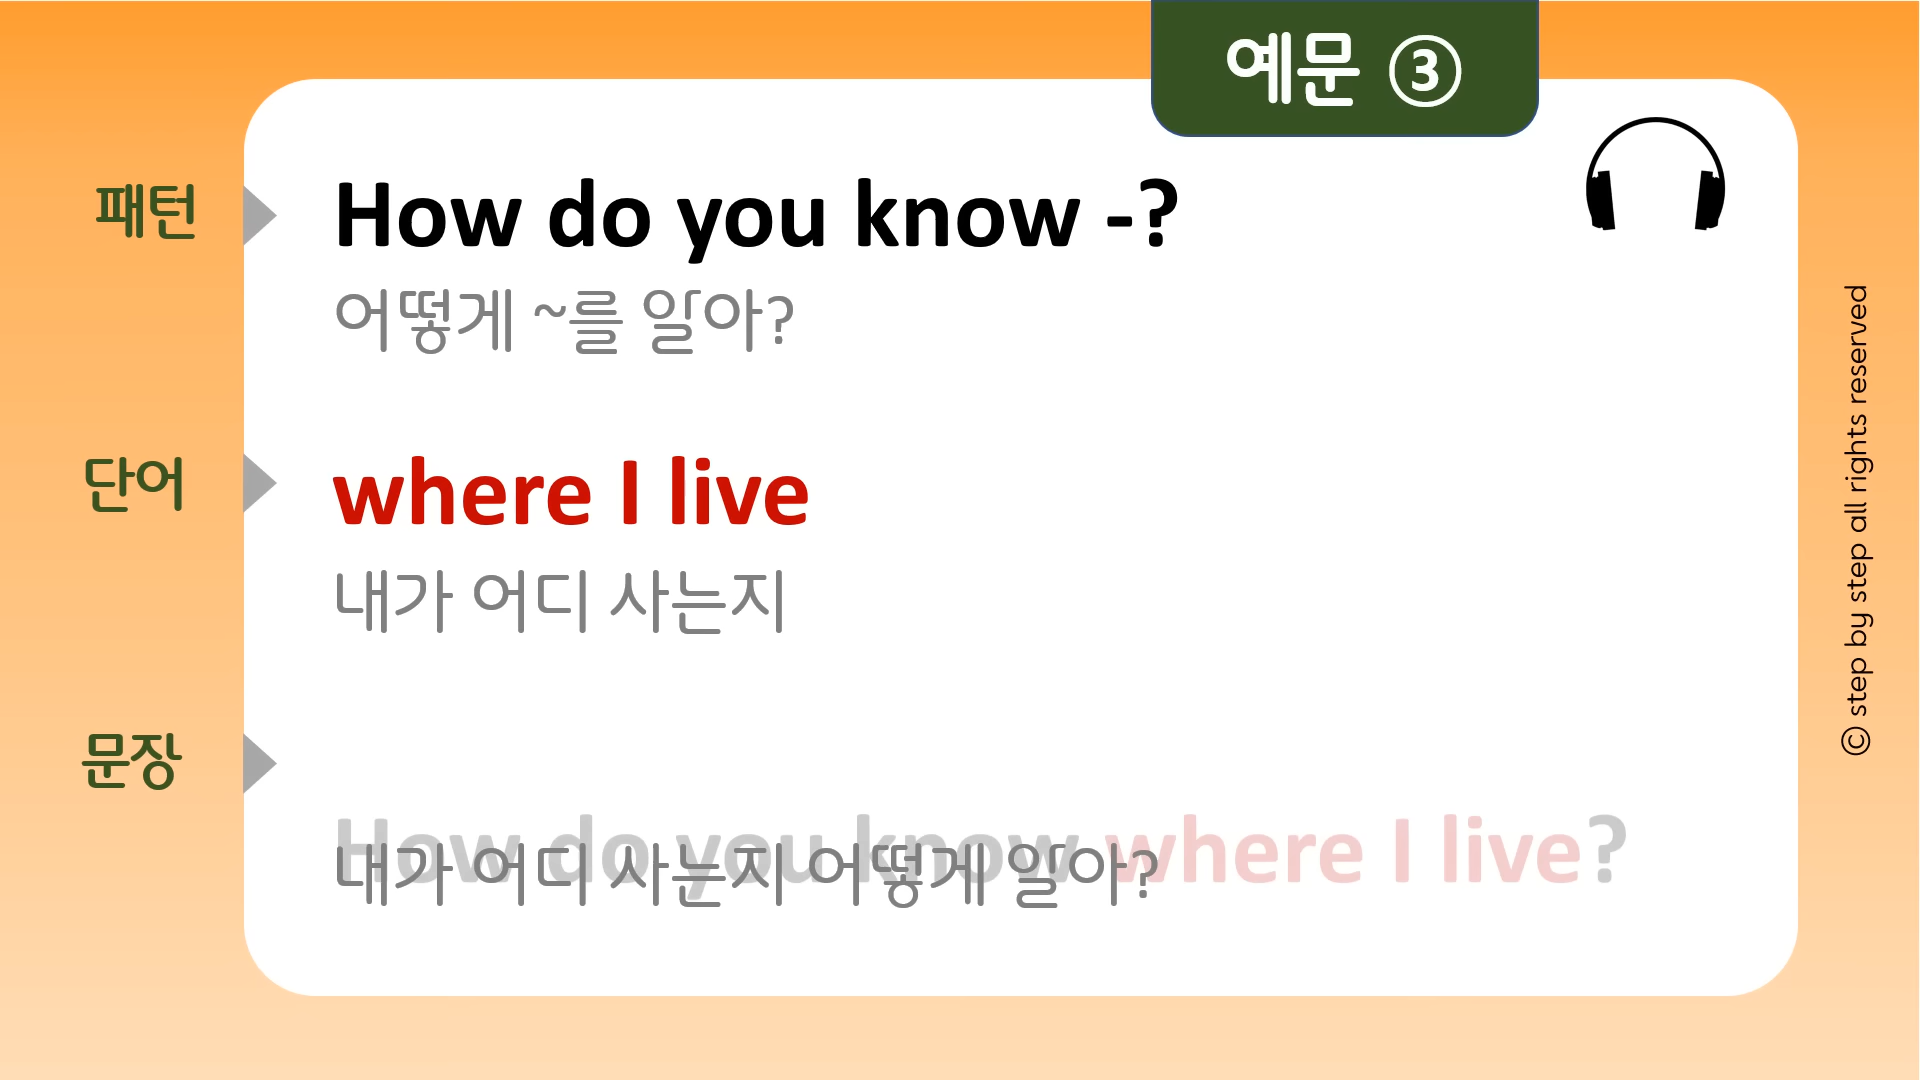 예문 ③
패턴
How do you know -?
어떻게 ~를 알아?
단어
where I live
내가 어디 사는지
문장
How do you know where I live?
내가 어디 사는지 어떻게 알아?
© step by step all rights reserved